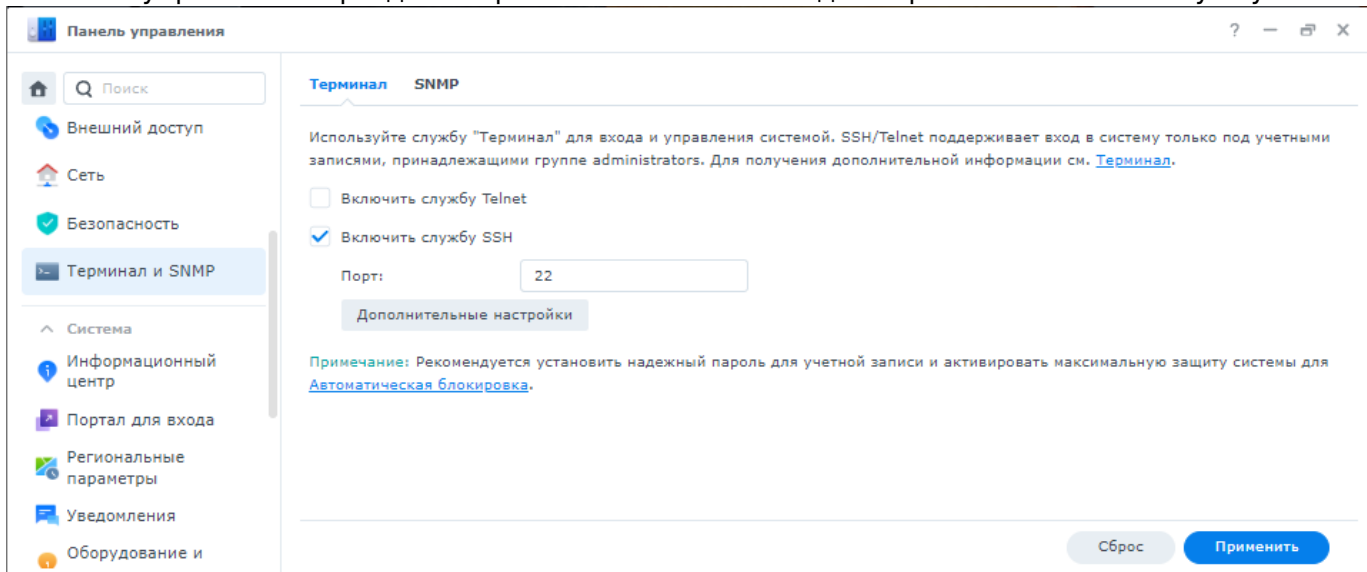 Панель управления
Поиск
Внешний доступ
Сеть
Безопасность
Терминал и SNMP
Система
Информационный
центр
Портал для входа
Региональные
параметры
Уведомления
Оборудование и
Терминал SNMP
Используйте службу "Терминал" для входа и управления системой. SSH/Telnet поддерживает вход в систему только под учетными
записями, принадлежащими группе administrators. Для получения дополнительной информации см. Терминал.
Включить службу Telnet
Включить службу SSH
Порт: 22
Дополнительные настройки
Примечание: Рекомендуется установить надежный пароль для учетной записи и активировать максимальную защиту системы для
Автоматическая блокировка.
Сброс Применить